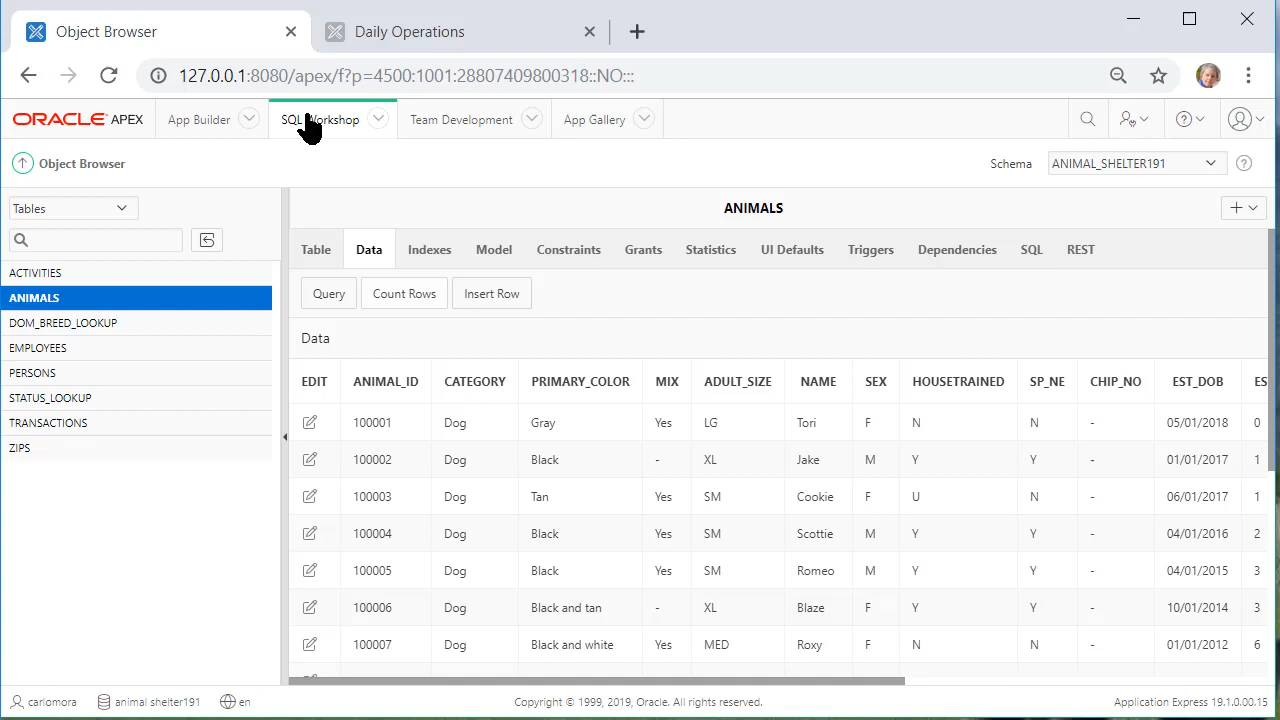 Object Browser
Daily Operations
127.0.0.1:8080/apex/f?p=4500:1001:28807409800318::NO:::
ORACLE APEX
App Builder
SQL Workshop
Team Development
App Gallery
Object Browser
Schema
ANIMAL_SHELTER191
Tables
ACTIVITIES
ANIMALS
DOM_BREED_LOOKUP
EMPLOYEES
PERSONS
STATUS_LOOKUP
TRANSACTIONS
ZIPS
ANIMALS
Table Data Indexes Model Constraints Grants Statistics UI Defaults Triggers Dependencies SQL REST
Query Count Rows Insert Row
Data
EDIT ANIMAL_ID CATEGORY PRIMARY_COLOR MIX ADULT_SIZE NAME SEX HOUSETRAINED SP_NE CHIP_NO EST_DOB ES
100001 Dog Gray Yes LG Tori F N N - 05/01/2018 0
100002 Dog Black - XL Jake M Y Y - 01/01/2017 1
100003 Dog Tan Yes SM Cookie F U N - 06/01/2017 1
100004 Dog Black Yes SM Scottie M Y Y - 04/01/2016 2
100005 Dog Black Yes SM Romeo M Y Y - 04/01/2015 3
100006 Dog Black and tan - XL Blaze F Y Y - 10/01/2014 3
100007 Dog Black and white Yes MED Roxy F N N - 01/01/2012 6
carlomora animal shelter191 en
Copyright © 1999, 2019, Oracle. All rights reserved.
Application Express 19.1.0.00.15